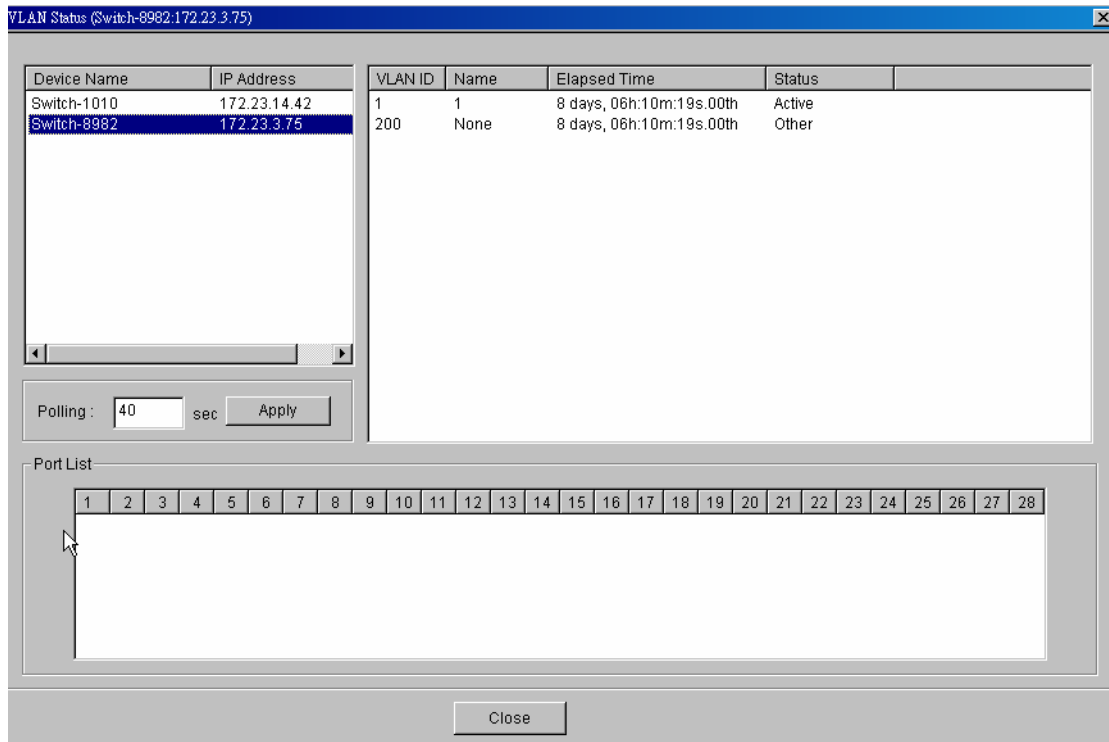 VLAN Status (Switch-8982:172.23.3.75)
Device Name IP Address
Switch-1010 172.23.14.42
Switch-8982 172.23.3.75
VLAN ID Name Elapsed Time Status
1 1 8 days, 06h:10m:19s.00th Active
200 None 8 days, 06h:10m:19s.00th Other
Polling : 40 sec Apply
Port List
1 2 3 4 5 6 7 8 9 10 11 12 13 14 15 16 17 18 19 20 21 22 23 24 25 26 27 28
Close